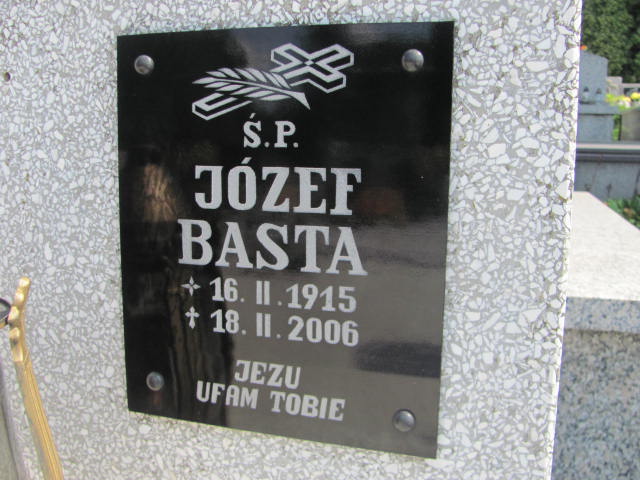 Ś.P.
JÓZEF
BASTA
16.II.1915
✝ 18.II.2006
JEZU
UFAM TOBIE